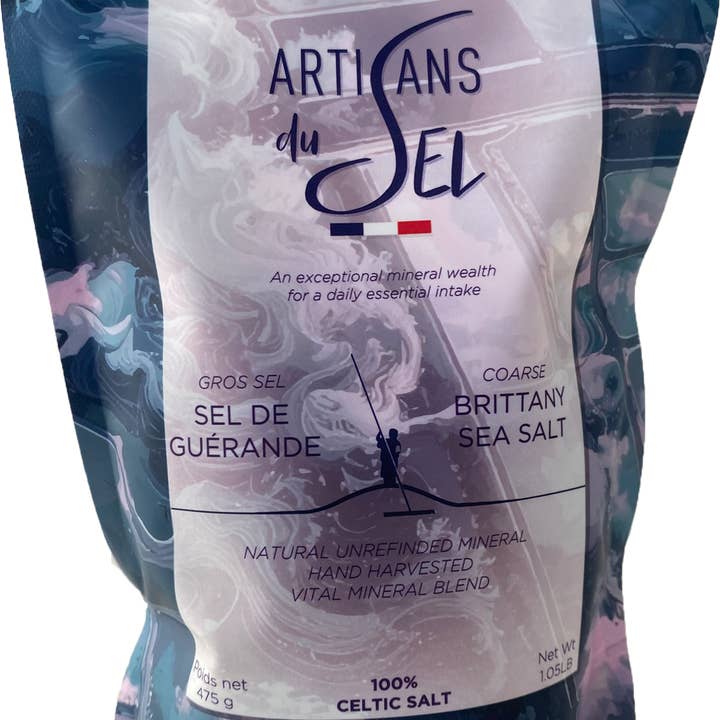 ARTISANS
du SEL
An exceptional mineral wealth
for a daily essential intake
GROS SEL
SEL DE
GUÉRANDE
COARSE
BRITTANY
SEA SALT
NATURAL UNREFINDED MINERAL
HAND HARVESTED
VITAL MINERAL BLEND
Poids net
475 g
100%
CELTIC SALT
Net Wt
1.05LB